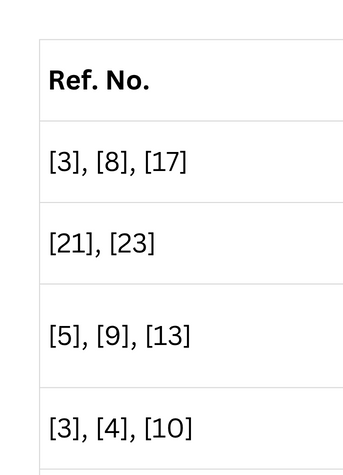 Ref. No.
[3], [8], [17]
[21], [23]
[5], [9], [13]
[3], [4], [10]